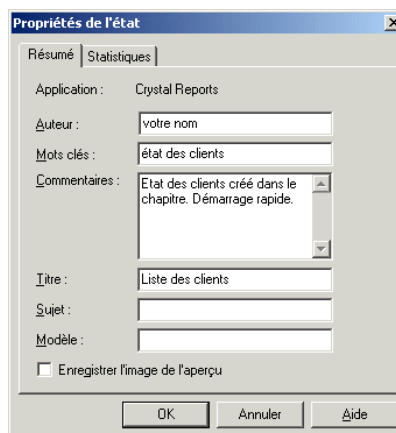 Propriétés de l'état
Résumé Statistiques
Application : Crystal Reports
Auteur : votre nom
Mots clés : état des clients
Commentaires : Etat des clients créé dans le
chapitre. Démarrage rapide.
Titre : Liste des clients
Sujet :
Modèle :
Enregistrer l'image de l'aperçu
OK Annuler Aide